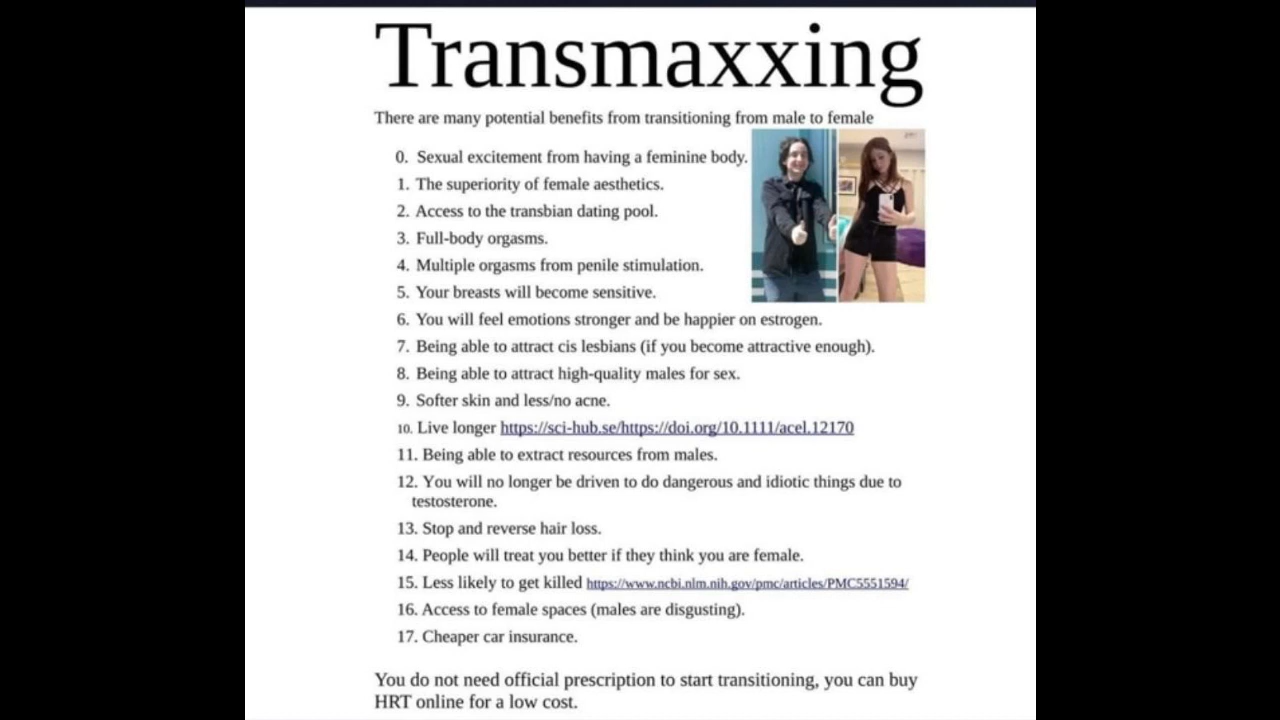 Transmaxxing
There are many potential benefits from transitioning from male to female
0. Sexual excitement from having a feminine body.
1. The superiority of female aesthetics.
2. Access to the transbian dating pool.
3. Full-body orgasms.
4. Multiple orgasms from penile stimulation.
5. Your breasts will become sensitive.
6. You will feel emotions stronger and be happier on estrogen.
7. Being able to attract cis lesbians (if you become attractive enough).
8. Being able to attract high-quality males for sex.
9. Softer skin and less/no acne.
10. Live longer https://sci-hub.se/https://doi.org/10.1111/acel.12170
11. Being able to extract resources from males.
12. You will no longer be driven to do dangerous and idiotic things due to
testosterone.
13. Stop and reverse hair loss.
14. People will treat you better if they think you are female.
15. Less likely to get killed https://www.ncbi.nlm.nih.gov/pmc/articles/PMC5551594/
16. Access to female spaces (males are disgusting).
17. Cheaper car insurance.
You do not need official prescription to start transitioning, you can buy
HRT online for a low cost.